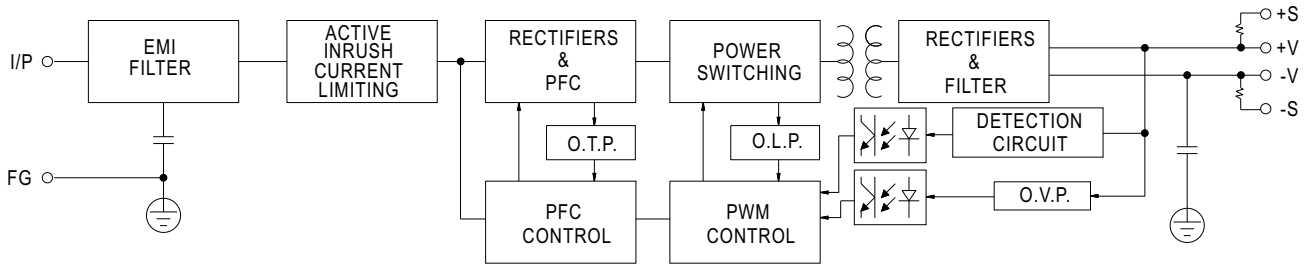 I/P
EMI
FILTER
ACTIVE
INRUSH
CURRENT
LIMITING
RECTIFIERS
&
PFC
POWER
SWITCHING
RECTIFIERS
&
FILTER
+S
+V
-V
-S
O.T.P.
O.L.P.
DETECTION
CIRCUIT
FG
PFC
CONTROL
PWM
CONTROL
O.V.P.